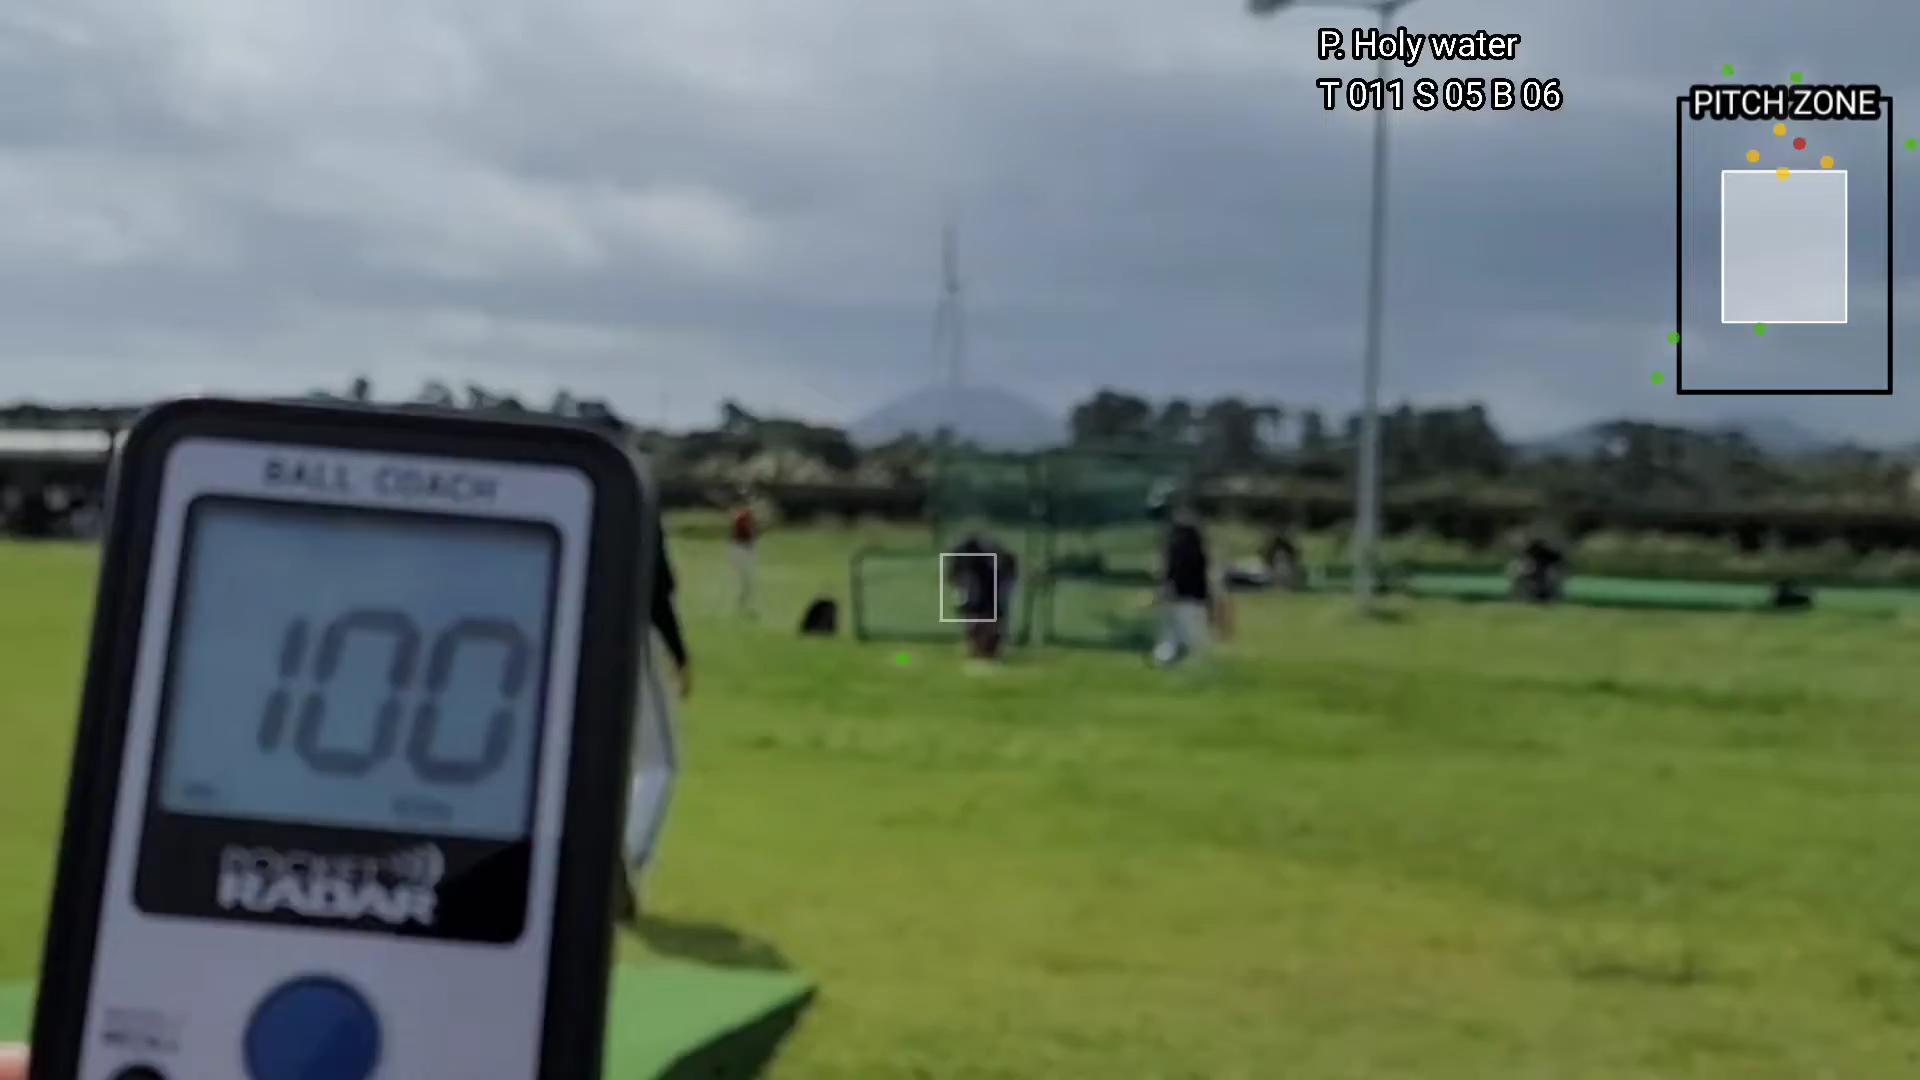 P. Holy water
T 011 S 05 B 06
PITCH ZONE
BALL COACH
100
POCKET
RADAR